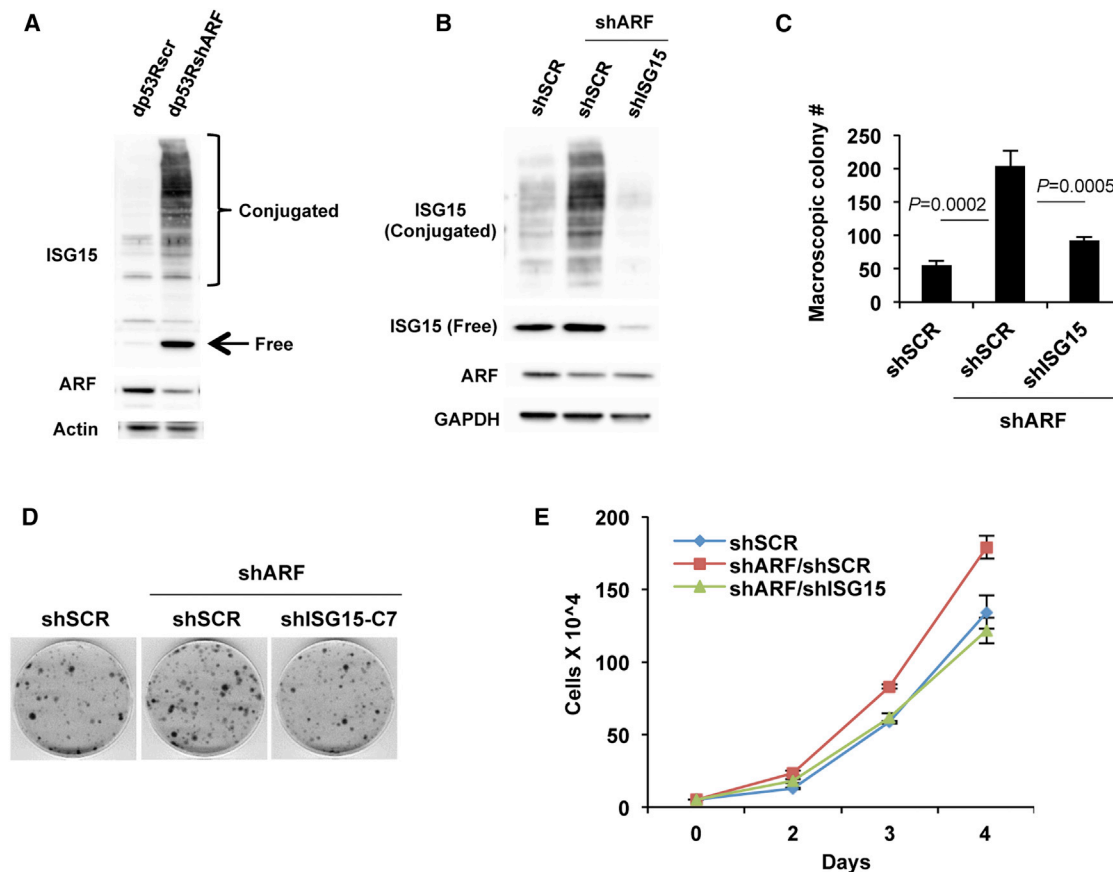 A
dp53Rscr
dp53RshARF
Conjugated
ISG15
Free
ARF
Actin
B
shARF
shSCR
shSCR
shISG15
ISG15
(Conjugated)
ISG15 (Free)
ARF
GAPDH
C
Macroscopic colony #
250
200
150
100
50
0
P=0.0002
P=0.0005
shSCR
shSCR
shISG15
shARF
D
shARF
shSCR
shSCR
shISG15-C7
E
Cells X 10^4
200
150
100
50
0
shSCR
shARF/shSCR
shARF/shISG15
0 2 3 4
Days